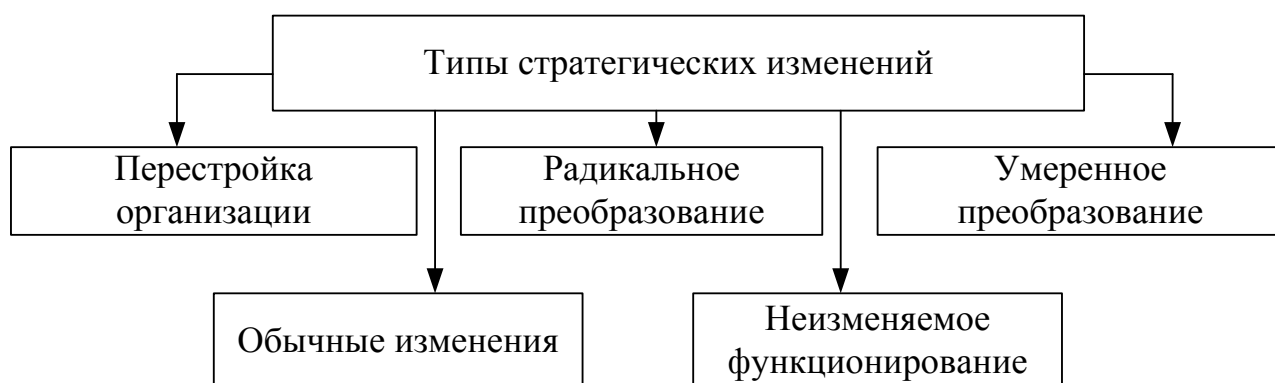 Типы стратегических изменений
Перестройка
организации
Радикальное
преобразование
Умеренное
преобразование
Обычные изменения
Неизменяемое
функционирование